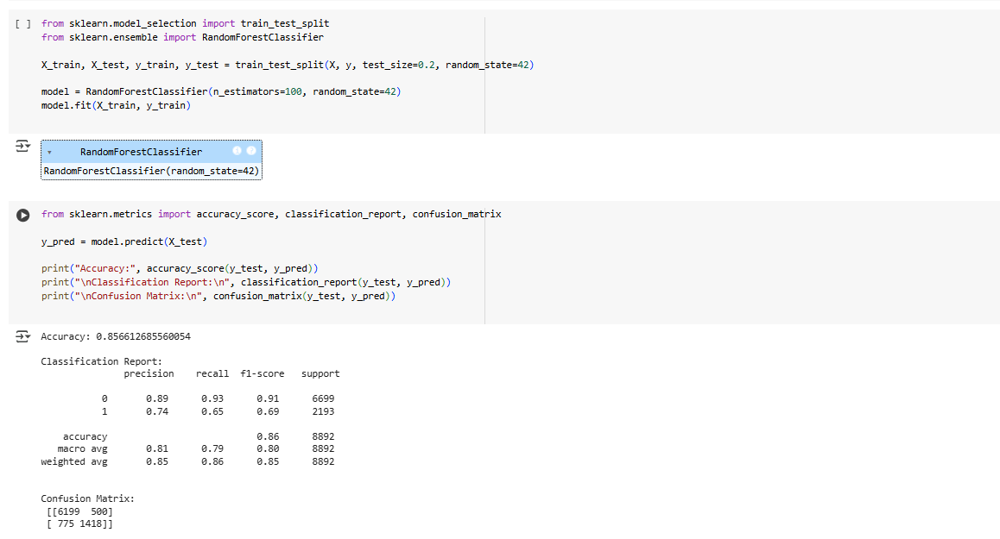 [ ] from sklearn.model_selection import train_test_split
from sklearn.ensemble import RandomForestClassifier
X_train, X_test, y_train, y_test = train_test_split(X, y, test_size=0.2, random_state=42)
model = RandomForestClassifier(n_estimators=100, random_state=42)
model.fit(X_train, y_train)
RandomForestClassifier
RandomForestClassifier(random_state=42)
from sklearn.metrics import accuracy_score, classification_report, confusion_matrix
y_pred = model.predict(X_test)
print("Accuracy:", accuracy_score(y_test, y_pred))
print("\nClassification Report:\n", classification_report(y_test, y_pred))
print("\nConfusion Matrix:\n", confusion_matrix(y_test, y_pred))
Accuracy: 0.856612685560054
Classification Report:
precision recall f1-score support
0 0.89 0.93 0.91 6699
1 0.74 0.65 0.69 2193
accuracy 0.86 8892
macro avg 0.81 0.79 0.80 8892
weighted avg 0.85 0.86 0.85 8892
Confusion Matrix:
[[6199 500]
[ 775 1418]]